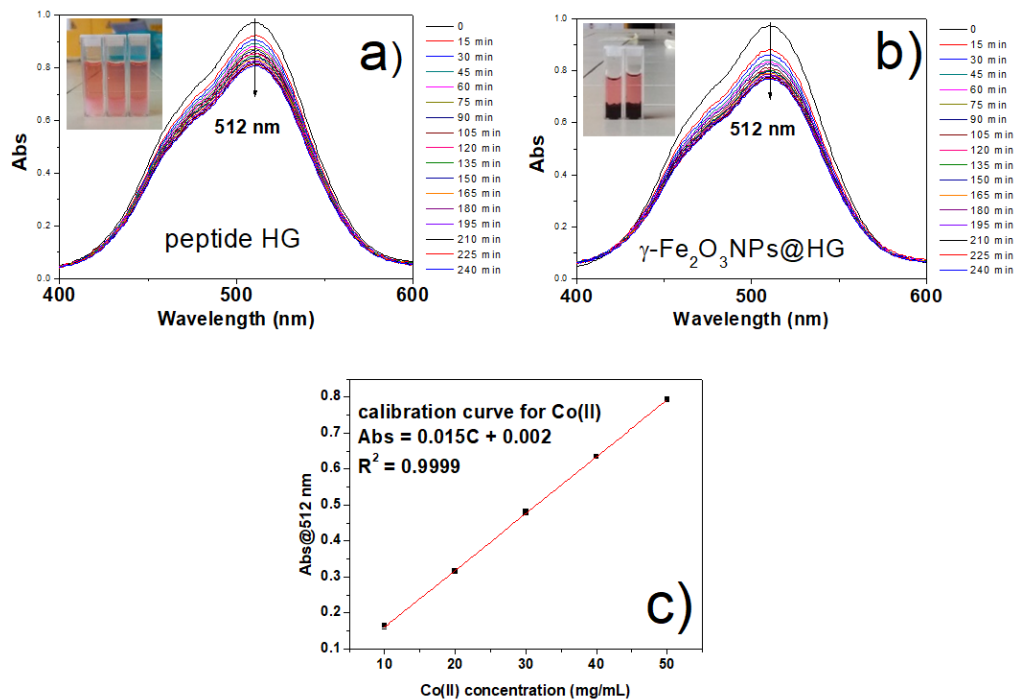 a)
1.0
0.8
0.6
0.4
0.2
0.0
Abs
512 nm
peptide HG
400
500
600
Wavelength (nm)
0
15 min
30 min
45 min
60 min
75 min
90 min
105 min
120 min
135 min
150 min
165 min
180 min
195 min
210 min
225 min
240 min
b)
1.0
0.8
0.6
0.4
0.2
0.0
Abs
512 nm
γ-Fe₂O₃NPs@HG
400
500
600
Wavelength (nm)
0
15 min
30 min
45 min
60 min
75 min
90 min
105 min
120 min
135 min
150 min
165 min
180 min
195 min
210 min
225 min
240 min
calibration curve for Co(II)
Abs = 0.015C + 0.002
R² = 0.9999
c)
0.8
0.7
0.6
0.5
0.4
0.3
0.2
0.1
Abs@512 nm
10
20
30
40
50
Co(II) concentration (mg/mL)